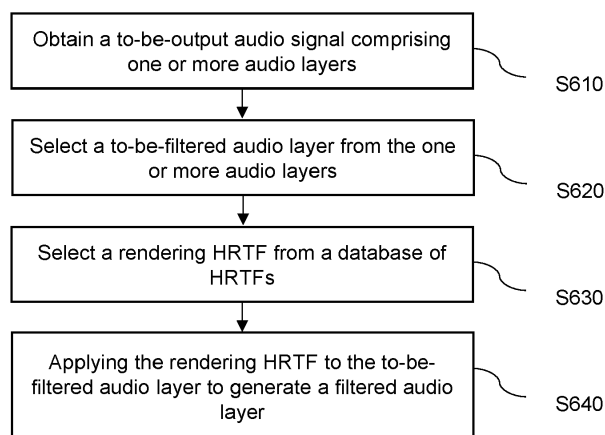 Obtain a to-be-output audio signal comprising
one or more audio layers
S610
Select a to-be-filtered audio layer from the one
or more audio layers
S620
Select a rendering HRTF from a database of
HRTFs
S630
Applying the rendering HRTF to the to-be-
filtered audio layer to generate a filtered audio
layer
S640